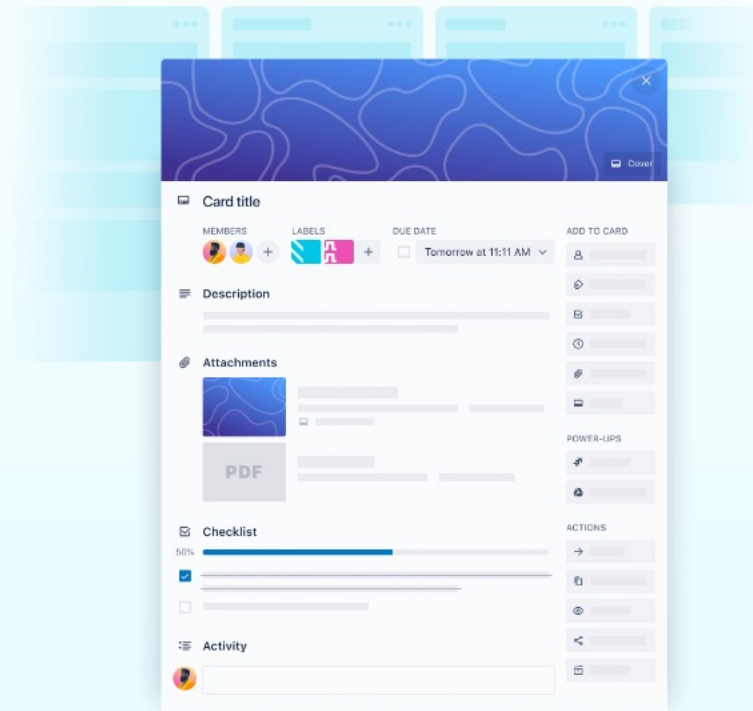 Cover
Card title
MEMBERS LABELS DUE DATE ADD TO CARD
Tomorrow at 11:11 AM
Description
Attachments
PDF
POWER-UPS
ACTIONS
Checklist
50%
Activity